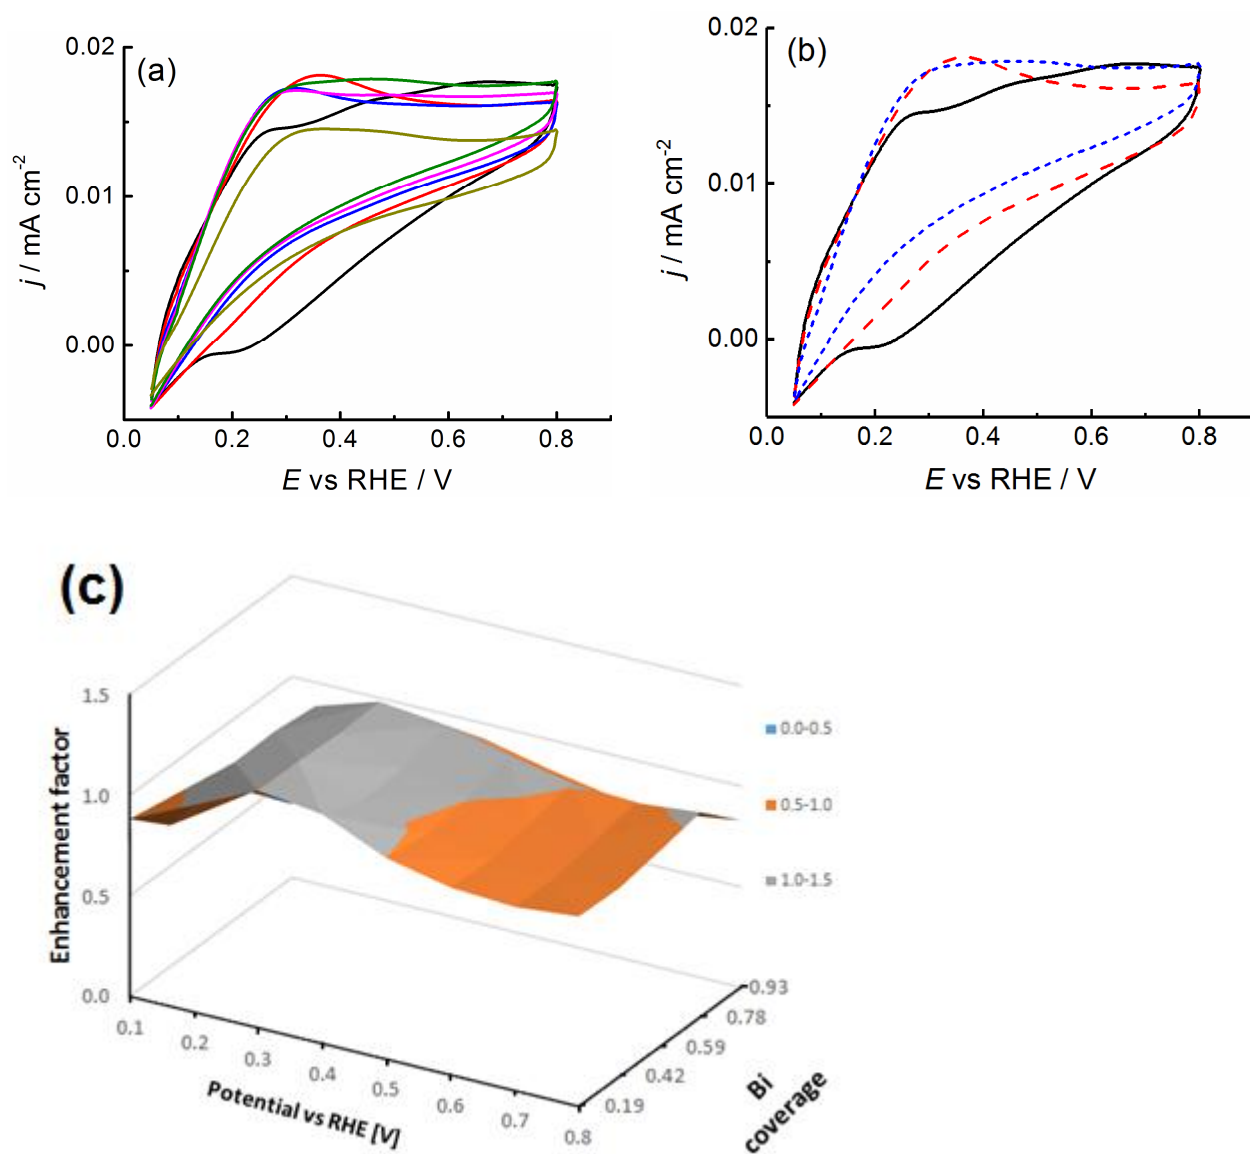 (a)
0.02
0.01
0.00
j / mA cm-2
0.0 0.2 0.4 0.6 0.8
E vs RHE / V
(b)
0.02
0.01
0.00
j / mA cm-2
0.0 0.2 0.4 0.6 0.8
E vs RHE / V
(c)
1.5
1.0
0.5
0.0
Enhancement factor
0.1 0.2 0.3 0.4 0.5 0.6 0.7 0.8
Potential vs RHE [V]
0.93
0.78
0.59
0.42
0.19
Bi
coverage
0.0-0.5
0.5-1.0
1.0-1.5